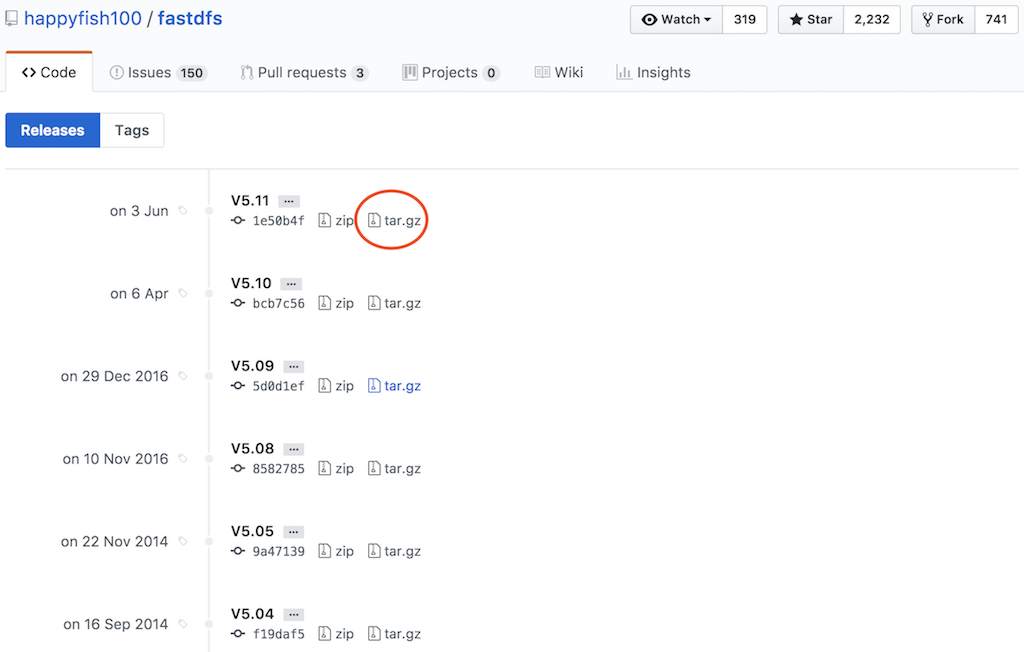 happyfish100 / fastdfs
Watch 319 Star 2,232 Fork 741
Code Issues 150 Pull requests 3 Projects 0 Wiki Insights
Releases Tags
on 3 Jun V5.11 ...
1e50b4f zip tar.gz
on 6 Apr V5.10 ...
bcb7c56 zip tar.gz
on 29 Dec 2016 V5.09 ...
5d0d1ef zip tar.gz
on 10 Nov 2016 V5.08 ...
8582785 zip tar.gz
on 22 Nov 2014 V5.05 ...
9a47139 zip tar.gz
on 16 Sep 2014 V5.04 ...
f19daf5 zip tar.gz